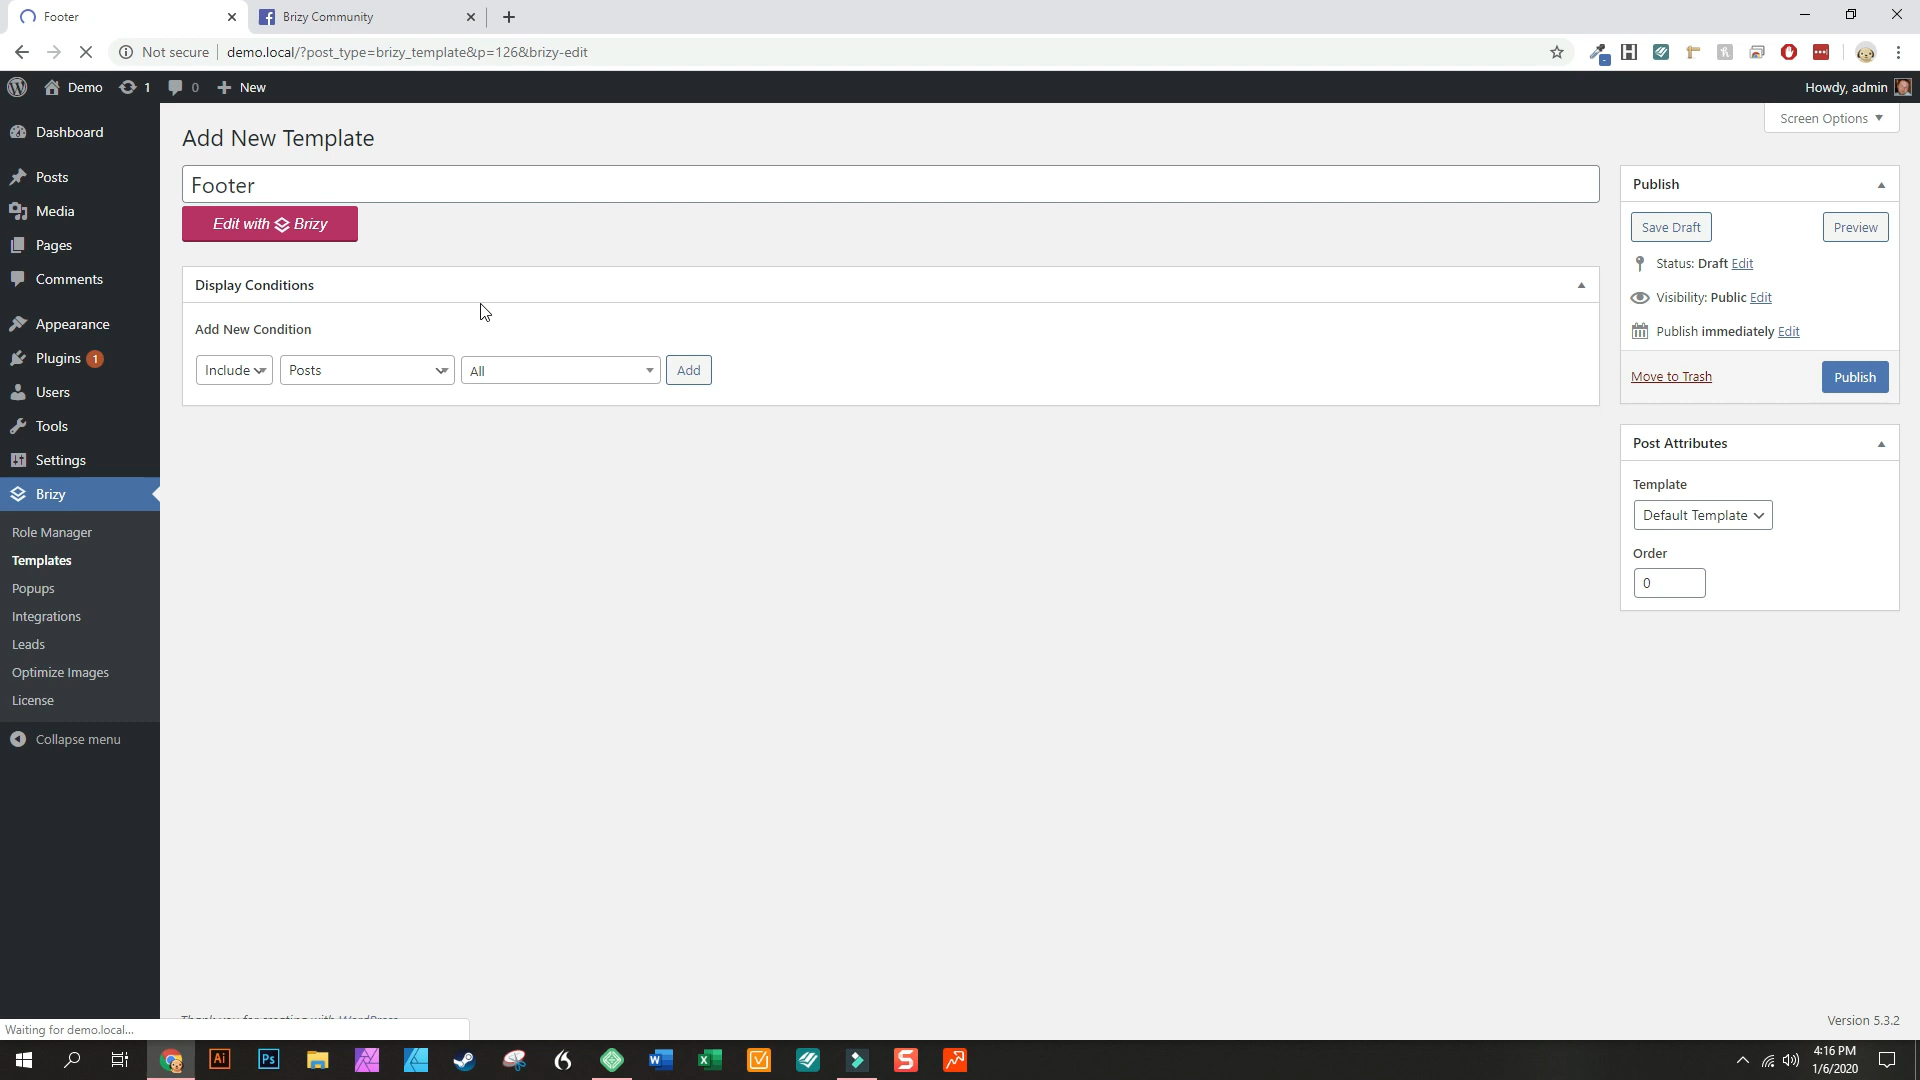 Footer
Brizy Community
Not secure
demo.local/?post_type=brizy_template&p=126&brizy-edit
Demo
1
0
New
Howdy, admin
Screen Options
Dashboard
Posts
Media
Pages
Comments
Appearance
Plugins 1
Users
Tools
Settings
Brizy
Role Manager
Templates
Popups
Integrations
Leads
Optimize Images
License
Collapse menu
Add New Template
Footer
Edit with Brizy
Display Conditions
Add New Condition
Include
Posts
All
Add
Publish
Save Draft
Preview
Status: Draft Edit
Visibility: Public Edit
Publish immediately Edit
Move to Trash
Publish
Post Attributes
Template
Default Template
Order
0
Thank you for creating with WordPress.
Version 5.3.2
Waiting for demo.local...
Ai
Ps
4:16 PM
1/6/2020